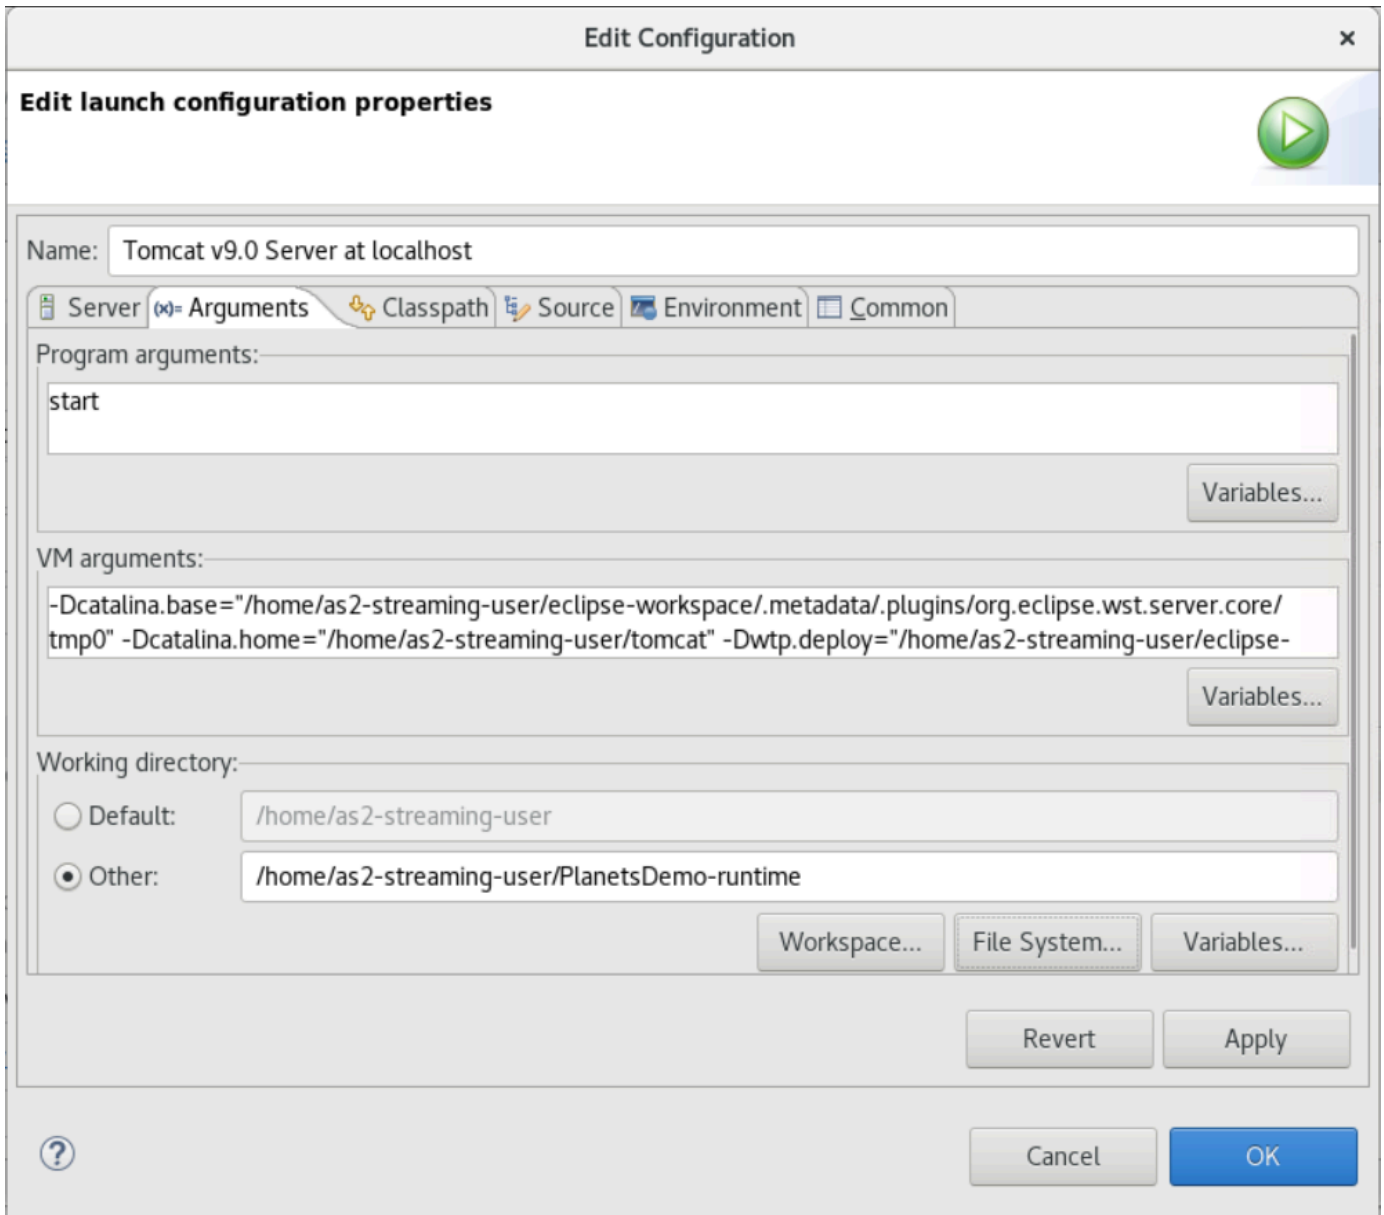 Edit Configuration
×
Edit launch configuration properties
Name: Tomcat v9.0 Server at localhost
Server (x)= Arguments Classpath Source Environment Common
Program arguments:
start
Variables...
VM arguments:
-Dcatalina.base="/home/as2-streaming-user/eclipse-workspace/.metadata/.plugins/org.eclipse.wst.server.core/
tmp0" -Dcatalina.home="/home/as2-streaming-user/tomcat" -Dwtp.deploy="/home/as2-streaming-user/eclipse-
Variables...
Working directory:
Default: /home/as2-streaming-user
Other: /home/as2-streaming-user/PlanetsDemo-runtime
Workspace... File System... Variables...
Revert Apply
? Cancel OK